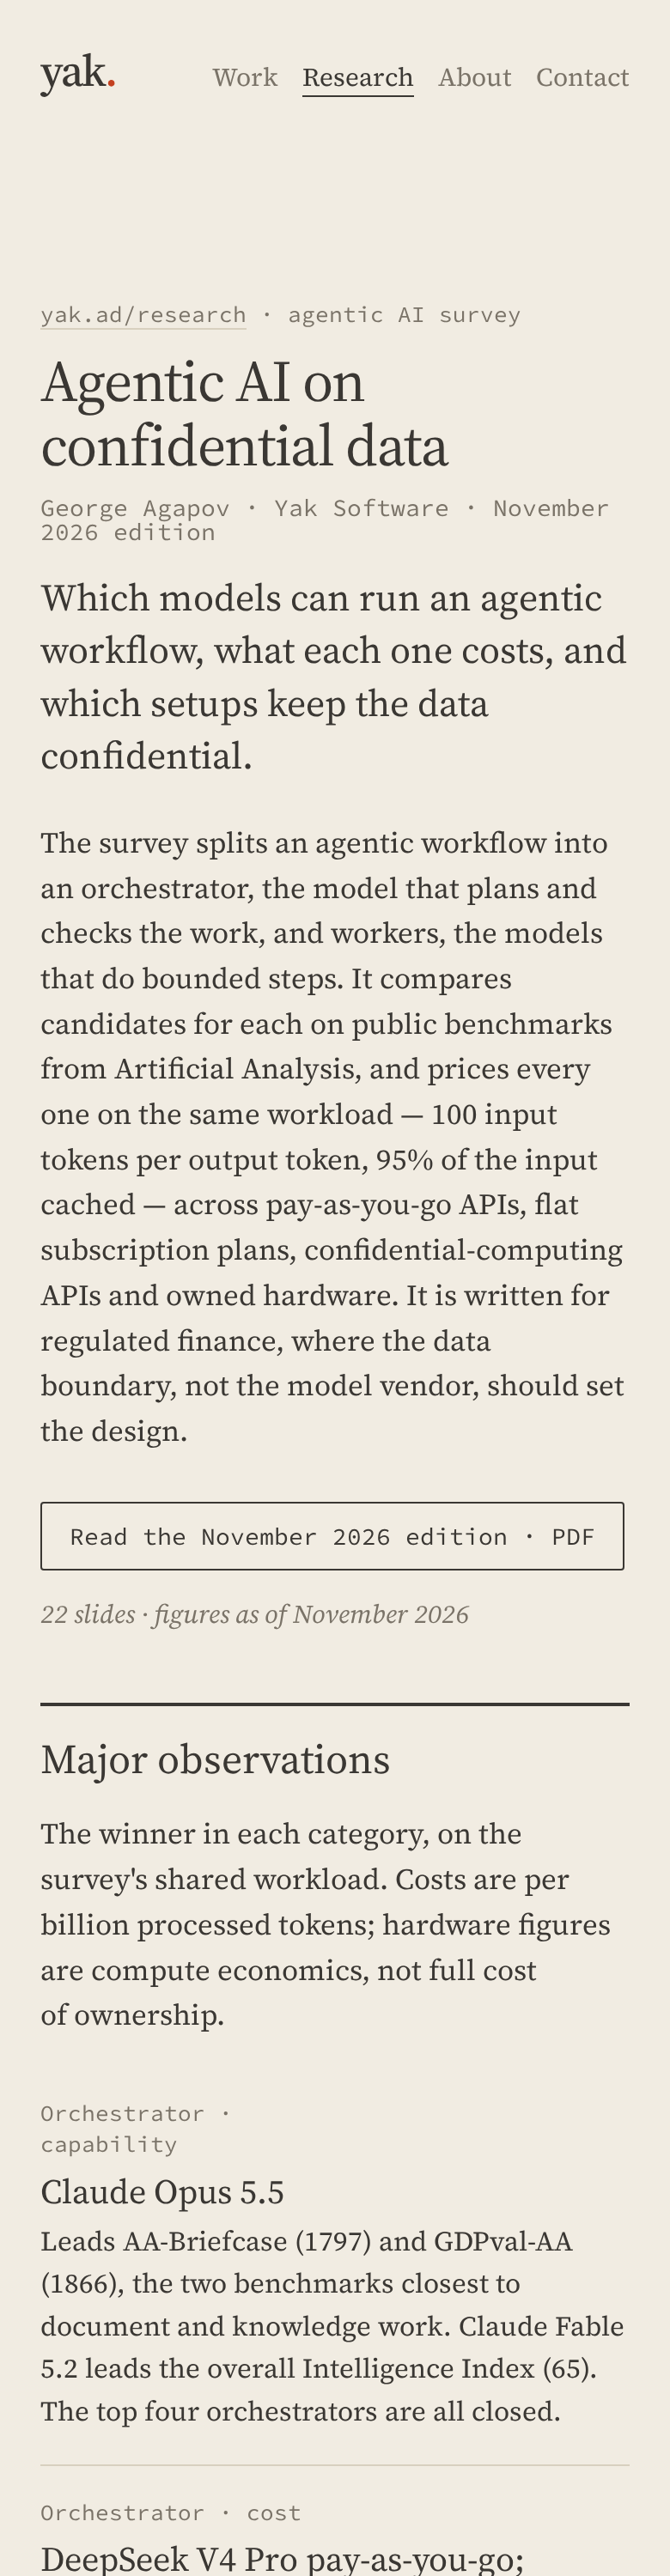 yak.
Work Research About Contact
yak.ad/research · agentic AI survey
Agentic AI on
confidential data
George Agapov · Yak Software · November
2026 edition
Which models can run an agentic
workflow, what each one costs, and
which setups keep the data
confidential.
The survey splits an agentic workflow into
an orchestrator, the model that plans and
checks the work, and workers, the models
that do bounded steps. It compares
candidates for each on public benchmarks
from Artificial Analysis, and prices every
one on the same workload — 100 input
tokens per output token, 95% of the input
cached — across pay-as-you-go APIs, flat
subscription plans, confidential-computing
APIs and owned hardware. It is written for
regulated finance, where the data
boundary, not the model vendor, should set
the design.
Read the November 2026 edition · PDF
22 slides · figures as of November 2026
Major observations
The winner in each category, on the
survey's shared workload. Costs are per
billion processed tokens; hardware figures
are compute economics, not full cost
of ownership.
Orchestrator ·
capability
Claude Opus 5.5
Leads AA-Briefcase (1797) and GDPval-AA
(1866), the two benchmarks closest to
document and knowledge work. Claude Fable
5.2 leads the overall Intelligence Index (65).
The top four orchestrators are all closed.
Orchestrator · cost
DeepSeek V4 Pro pay-as-you-go;